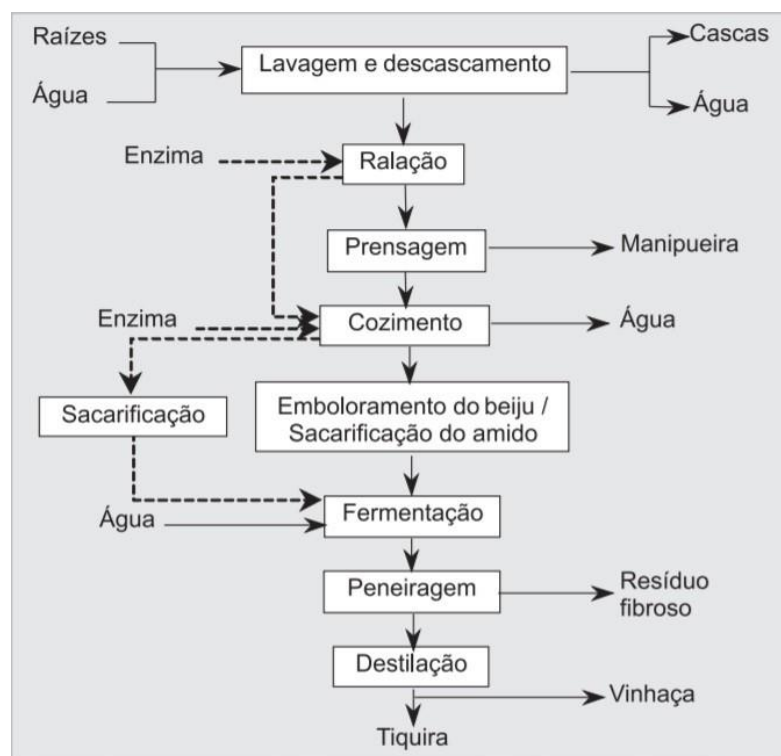 Raízes
Água
Lavagem e descascamento
Cascas
Água
Enzima
Ralação
Prensagem
Manipueira
Enzima
Cozimento
Água
Sacarificação
Emboloramento do beiju /
Sacarificação do amido
Água
Fermentação
Peneiragem
Resíduo
fibroso
Destilação
Vinhaça
Tiquira